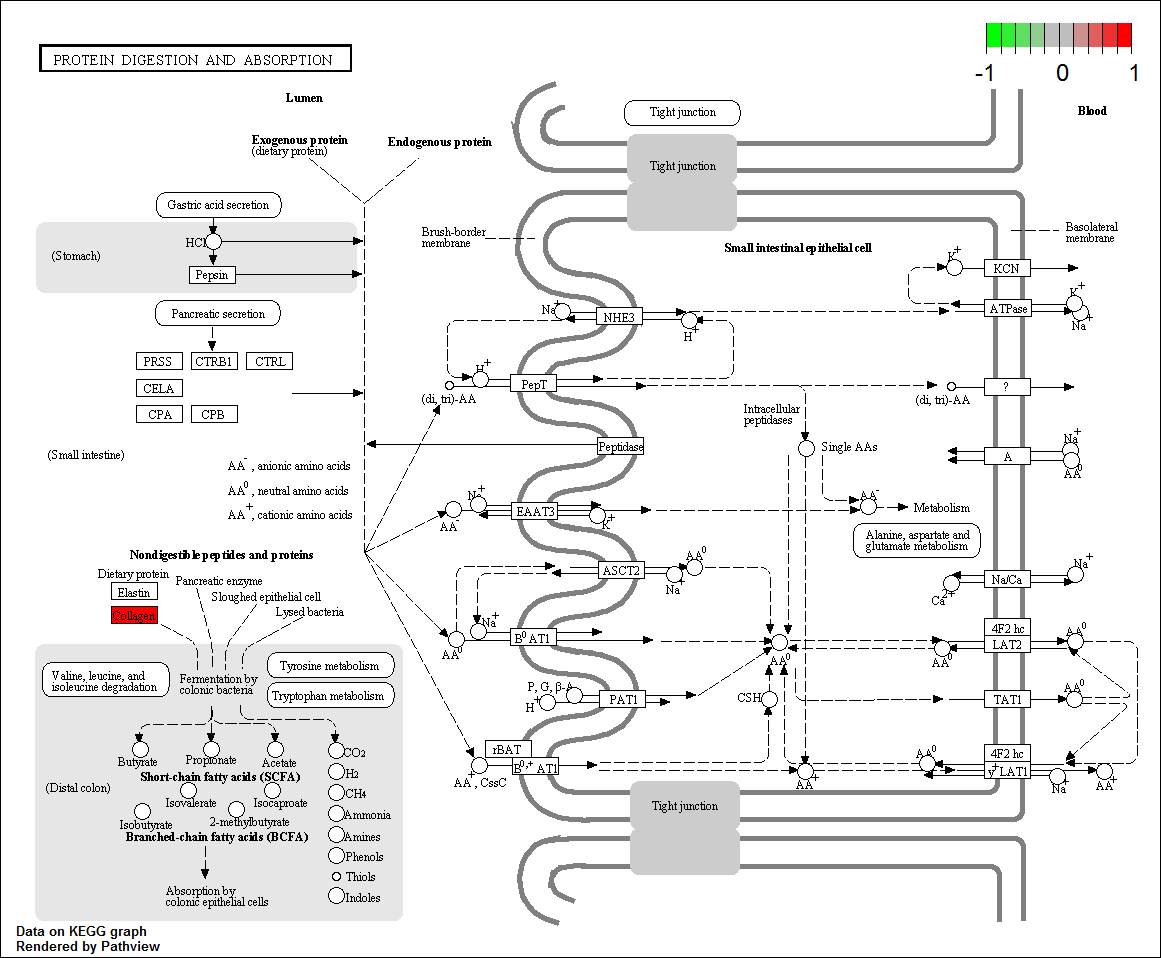 PROTEIN DIGESTION AND ABSORPTION
-1 0 1
Lumen
Blood
Exogenous protein
(dietary protein)
Endogenous protein
Tight junction
Tight junction
Gastric acid secretion
HCl
(Stomach)
Pepsin
Brush-border
membrane
Small intestinal epithelial cell
Basolateral
membrane
K+
KCN
Pancreatic secretion
Na+
NHE3
H+
ATPase
K+
Na+
PRSS
CTRB1
CTRL
CELA
CPA
CPB
H+
PepT
(di, tri)-AA
Intracellular
peptidases
(di, tri)-AA
?
(Small intestine)
Peptidase
Single AAs
A
Na+
AA0
AA-, anionic amino acids
AA0, neutral amino acids
AA+, cationic amino acids
Na+
AA-
EAAT3
K+
AA-
Metabolism
Alanine, aspartate and
glutamate metabolism
Nondigestible peptides and proteins
Dietary protein
Elastin
Collagen
Pancreatic enzyme
Sloughed epithelial cell
Lysed bacteria
ASCT2
AA0
Na+
Na/Ca
Na+
Ca2+
Na+
AA0
B0AT1
AA0
4F2 hc
LAT2
AA0
AA0
Valine, leucine, and
isoleucine degradation
Fermentation by
colonic bacteria
Tyrosine metabolism
Tryptophan metabolism
P, G, β-A
H+
PAT1
CSH
TAT1
AA0
Butyrate
Propionate
Acetate
Short-chain fatty acids (SCFA)
CO2
H2
CH4
Ammonia
Amines
Phenols
Thiols
Indoles
rBAT
B0,+AT1
AA+, CssC
AA+
AA0
4F2 hc
y+LAT1
Na+
AA+
(Distal colon)
Isovalerate
Isocaproate
Isobutyrate
2-methylbutyrate
Branched-chain fatty acids (BCFA)
Tight junction
Absorption by
colonic epithelial cells
Data on KEGG graph
Rendered by Pathview